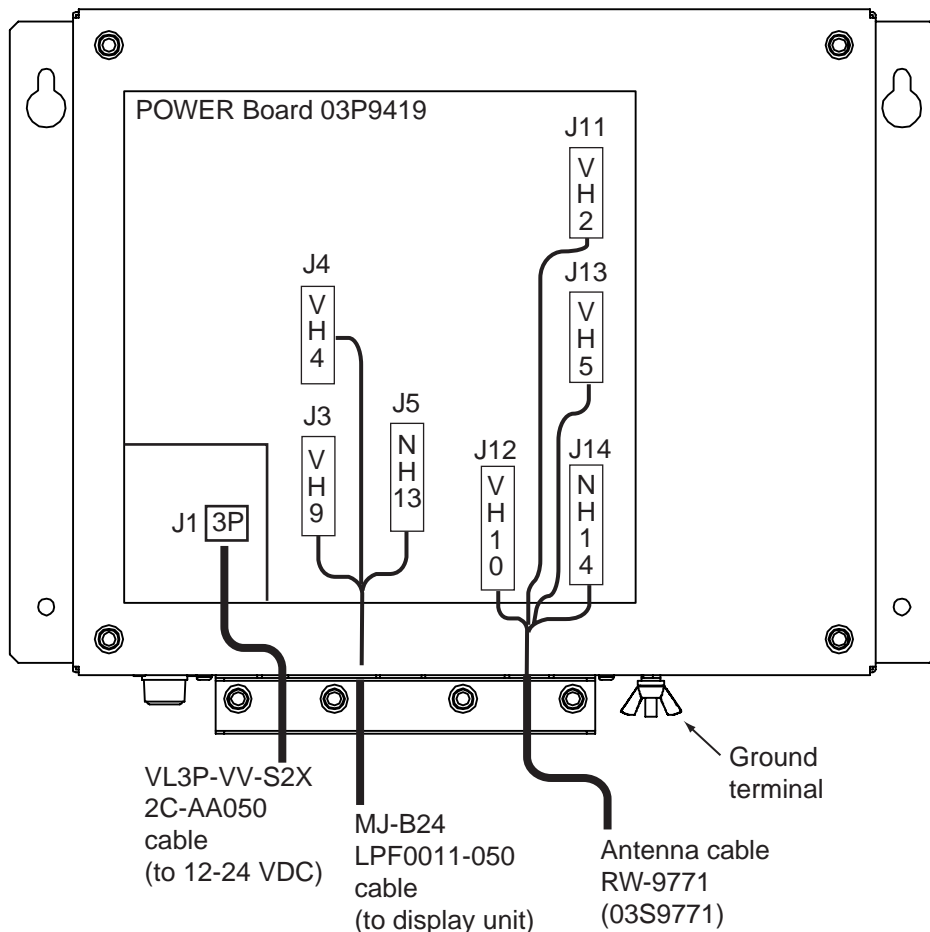 POWER Board 03P9419
J11
V
H
2
J13
V
H
5
J4
V
H
4
J3
V
H
9
J5
N
H
13
J12
V
H
1
0
J14
N
H
1
4
J1 3P
Ground
terminal
VL3P-VV-S2X
2C-AA050
cable
(to 12-24 VDC)
MJ-B24
LPF0011-050
cable
(to display unit)
Antenna cable
RW-9771
(03S9771)